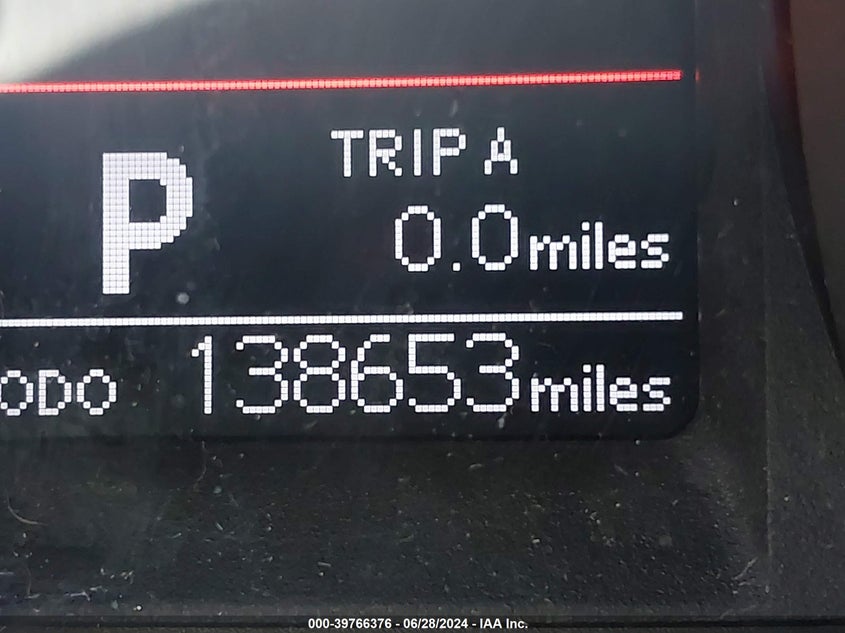 P
TRIP A
0.0 miles
ODO 138653 miles
000-39766376 - 06/28/2024 - IAA Inc.